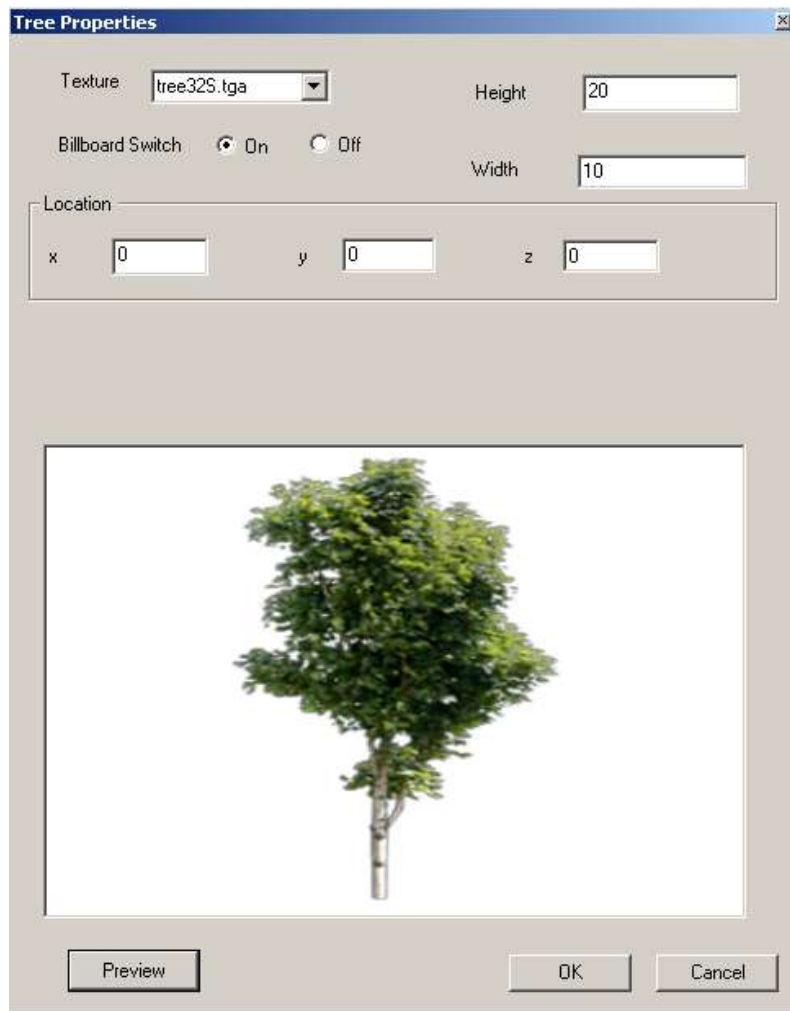 Tree Properties
Texture tree32S.tga
Height 20
Billboard Switch On Off
Width 10
Location
x 0 y 0 z 0
Preview OK Cancel